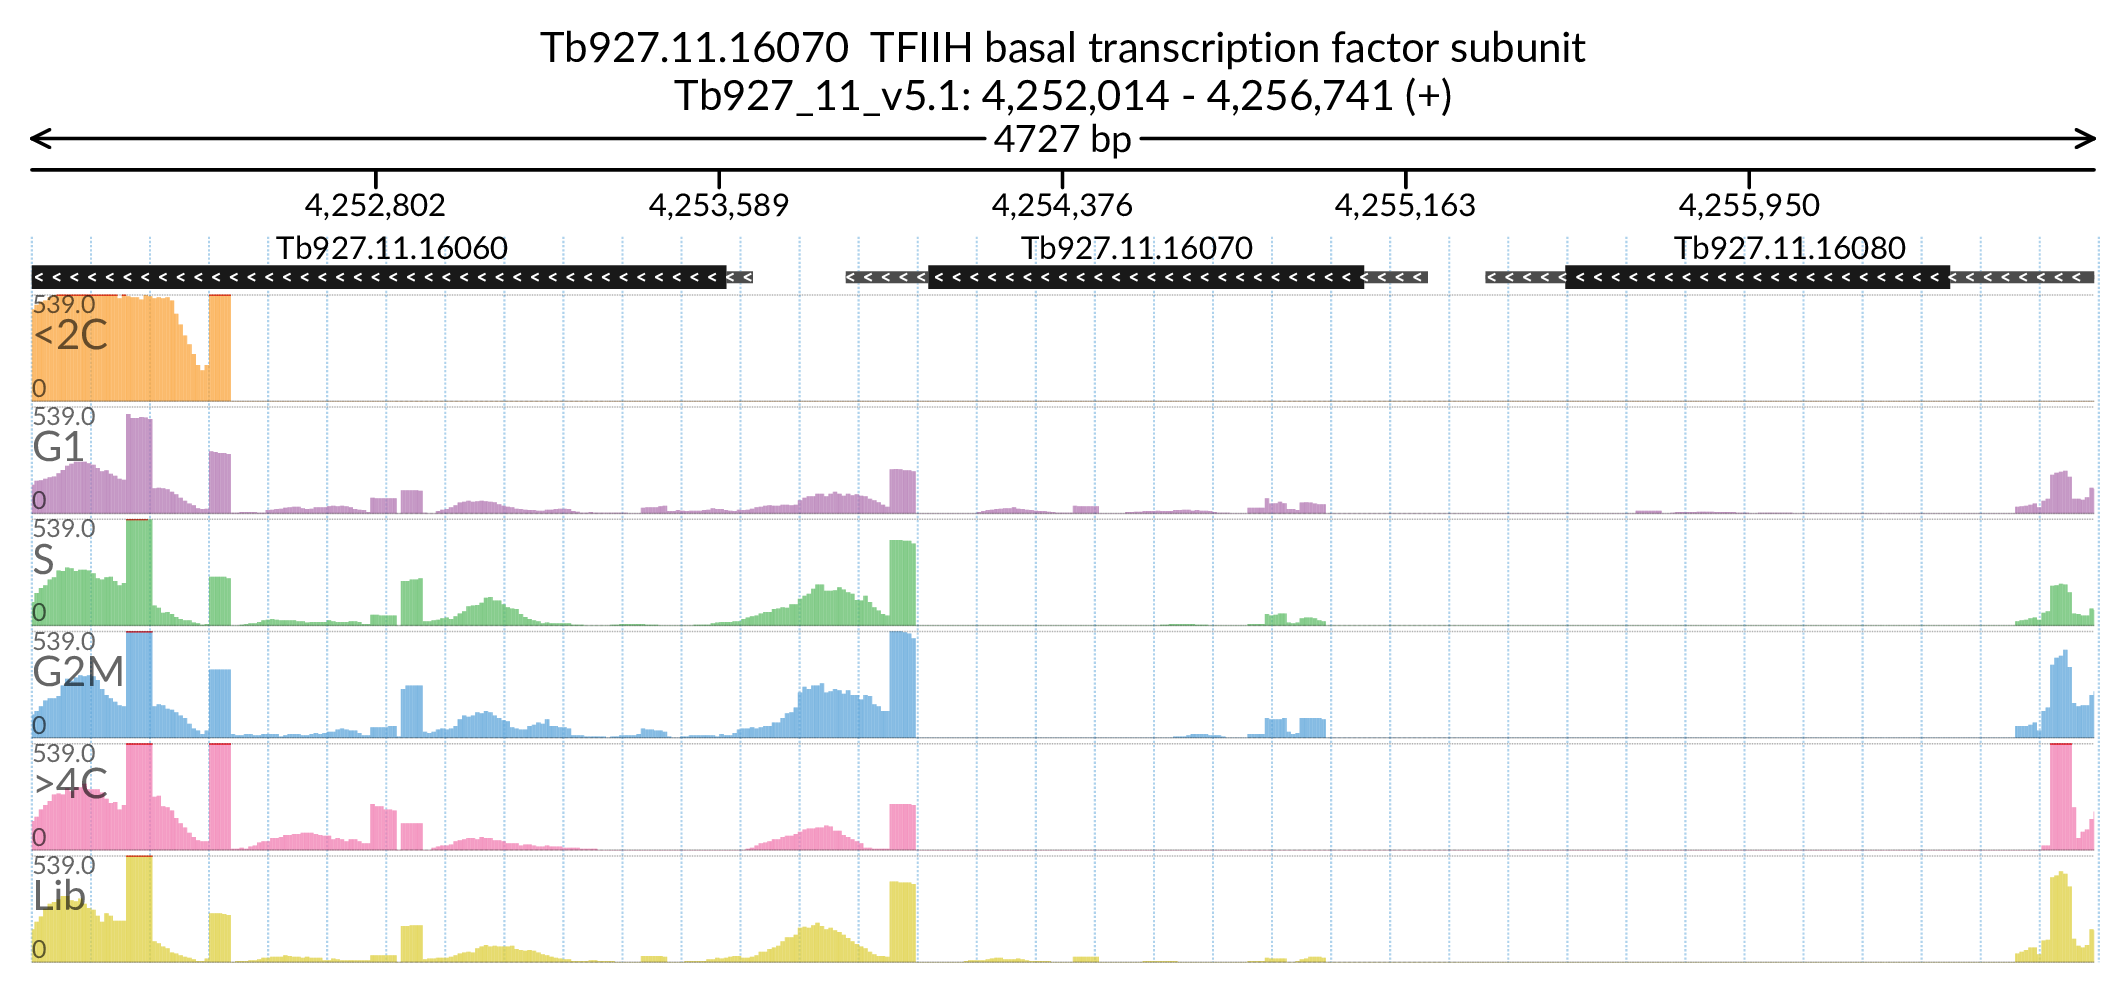 Tb927.11.16070  TFIIH basal transcription factor subunit
Tb927_11_v5.1: 4,252,014 - 4,256,741 (+)
4727 bp
4,252,802 4,253,589 4,254,376 4,255,163 4,255,950
Tb927.11.16060 Tb927.11.16070 Tb927.11.16080
539.0
<2C
0
539.0
G1
0
539.0
S
0
539.0
G2M
0
539.0
>4C
0
539.0
Lib
0